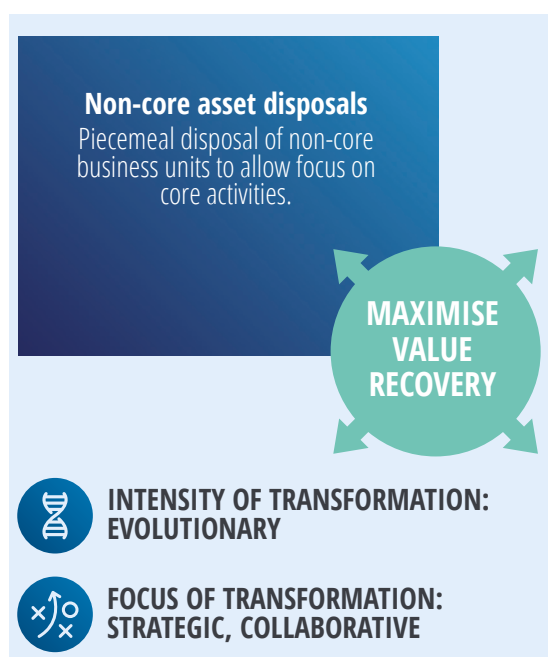 Non-core asset disposals
Piecemeal disposal of non-core
business units to allow focus on
core activities.
MAXIMISE
VALUE
RECOVERY
INTENSITY OF TRANSFORMATION:
EVOLUTIONARY
FOCUS OF TRANSFORMATION:
STRATEGIC, COLLABORATIVE